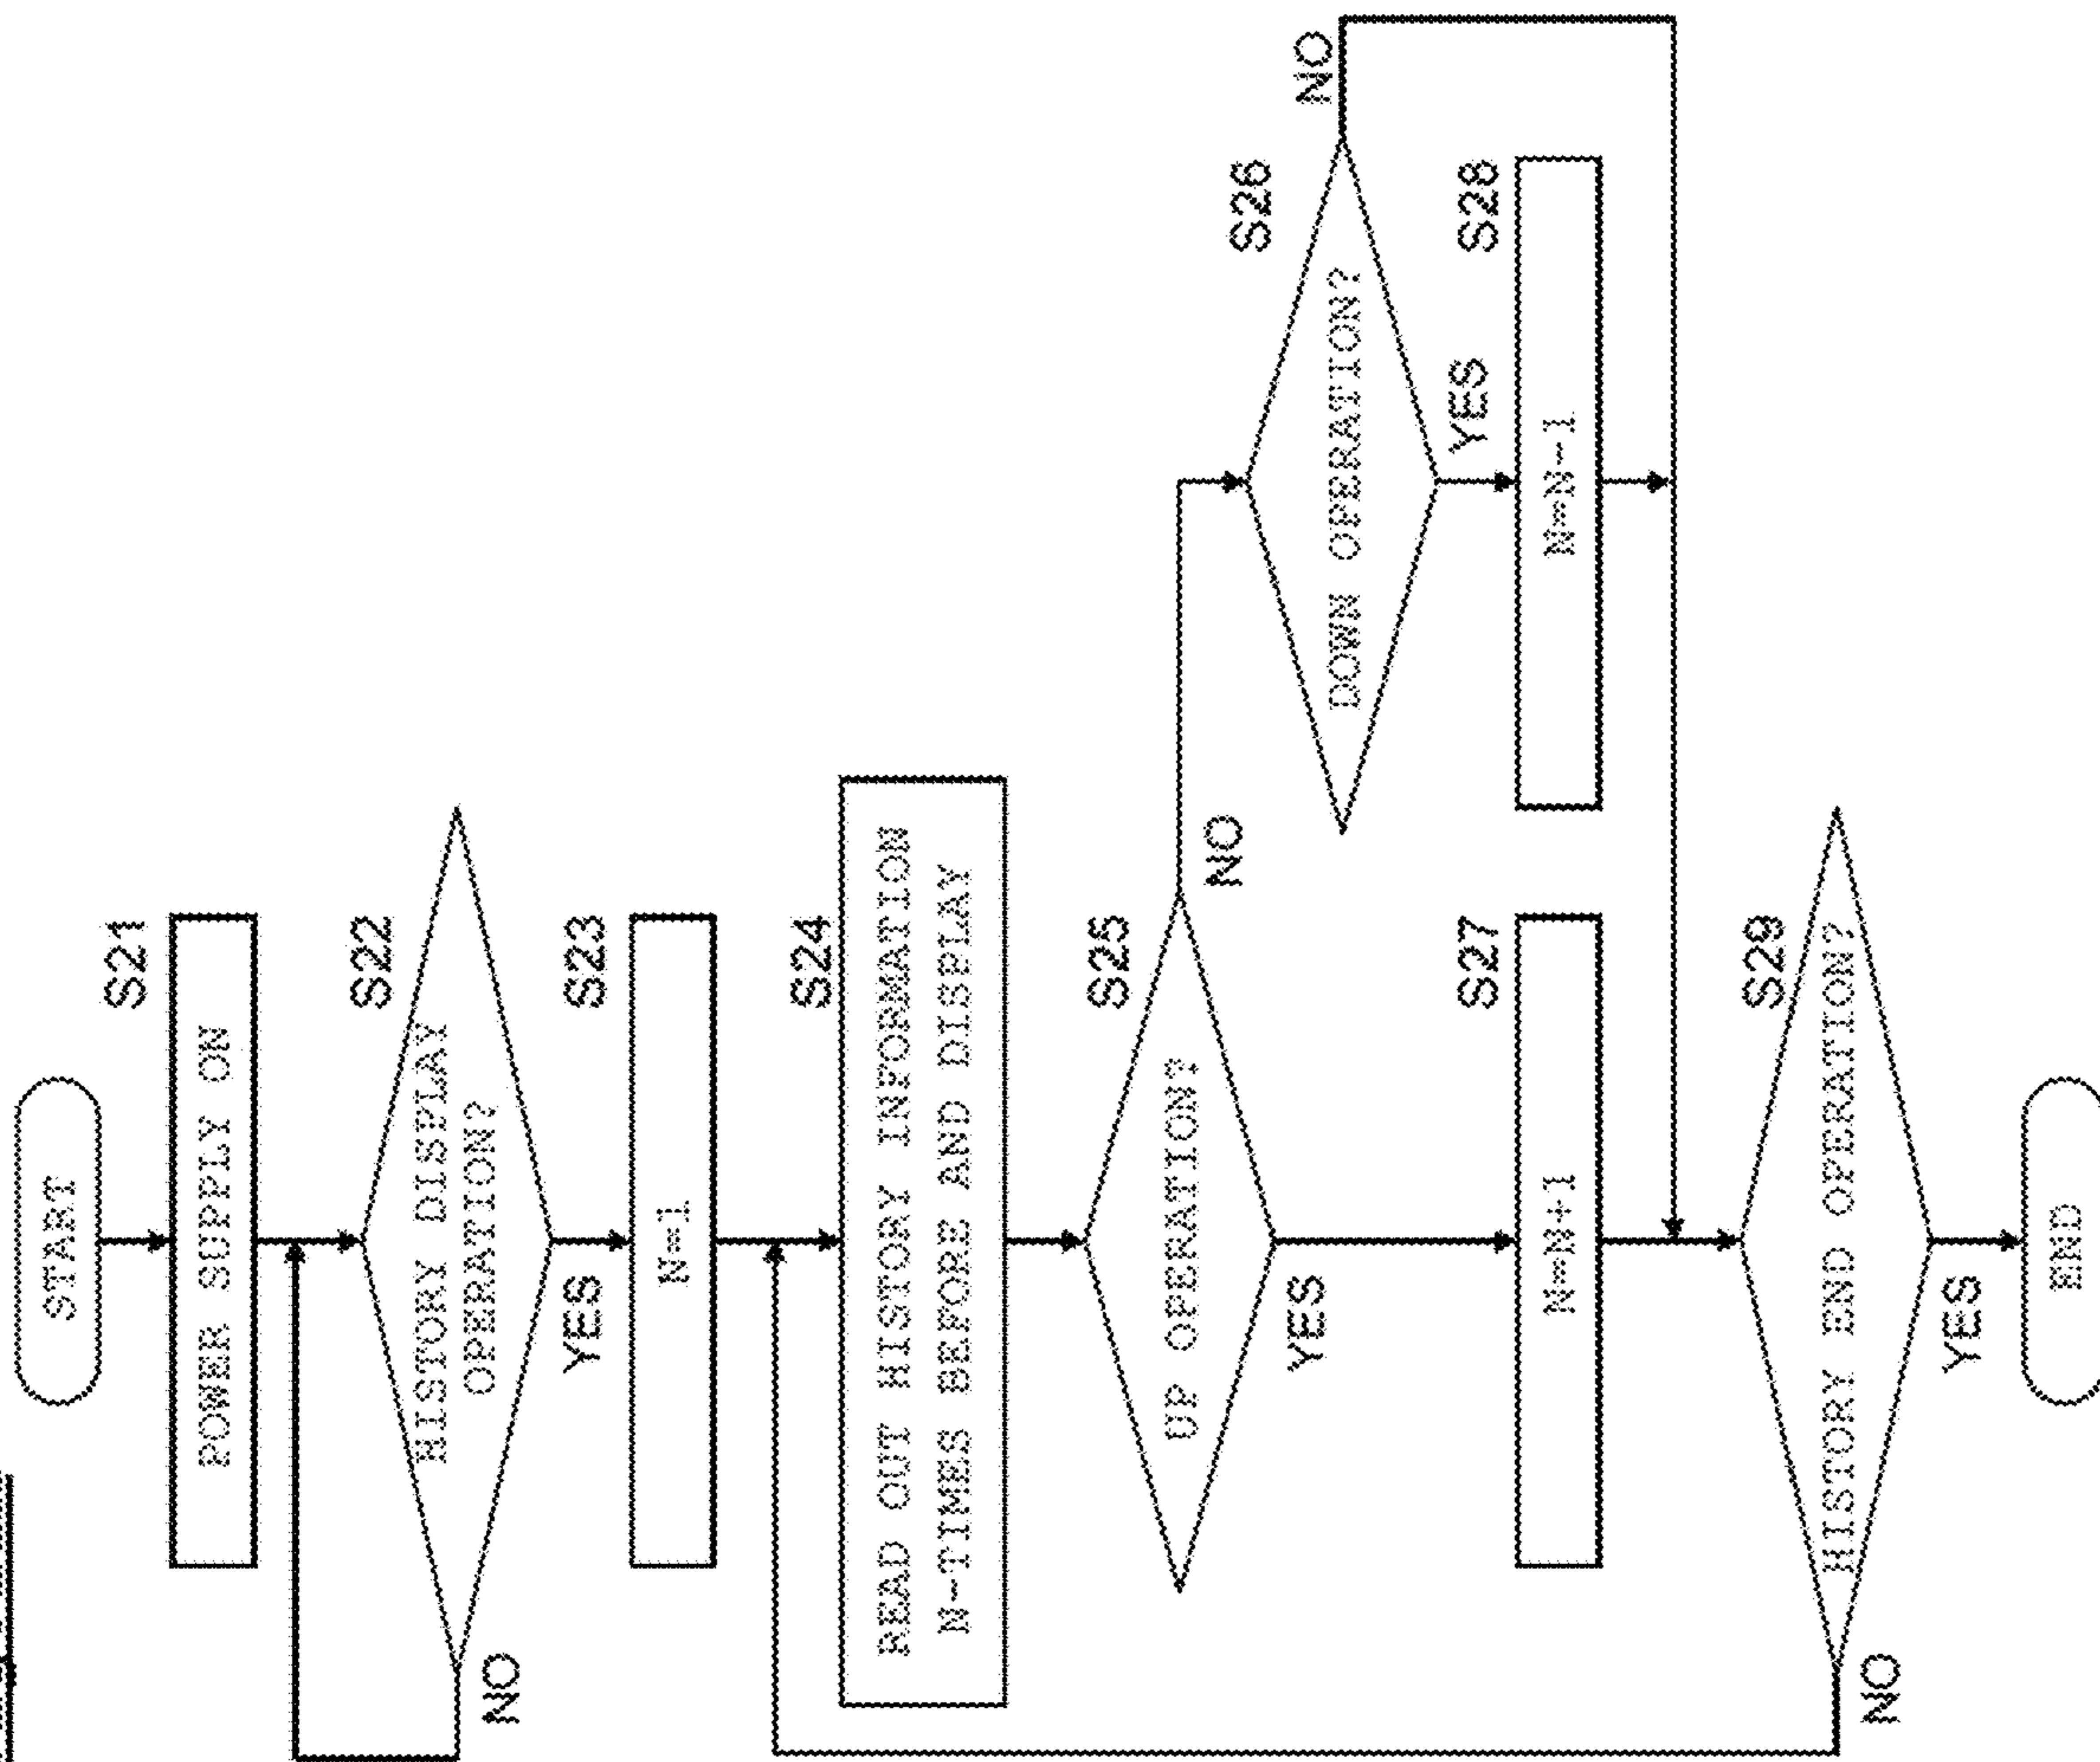 START
S21
POWER SUPPLY ON
S22
HISTORY DISPLAY
OPERATION?
NO
YES
S23
N=1
S24
READ OUT HISTORY INFORMATION
N-TIMES BEFORE AND DISPLAY
S25
UP OPERATION?
NO
YES
S26
DOWN OPERATION?
NO
YES
S27
N=N+1
S28
N=N-1
S29
HISTORY END OPERATION?
NO
YES
END